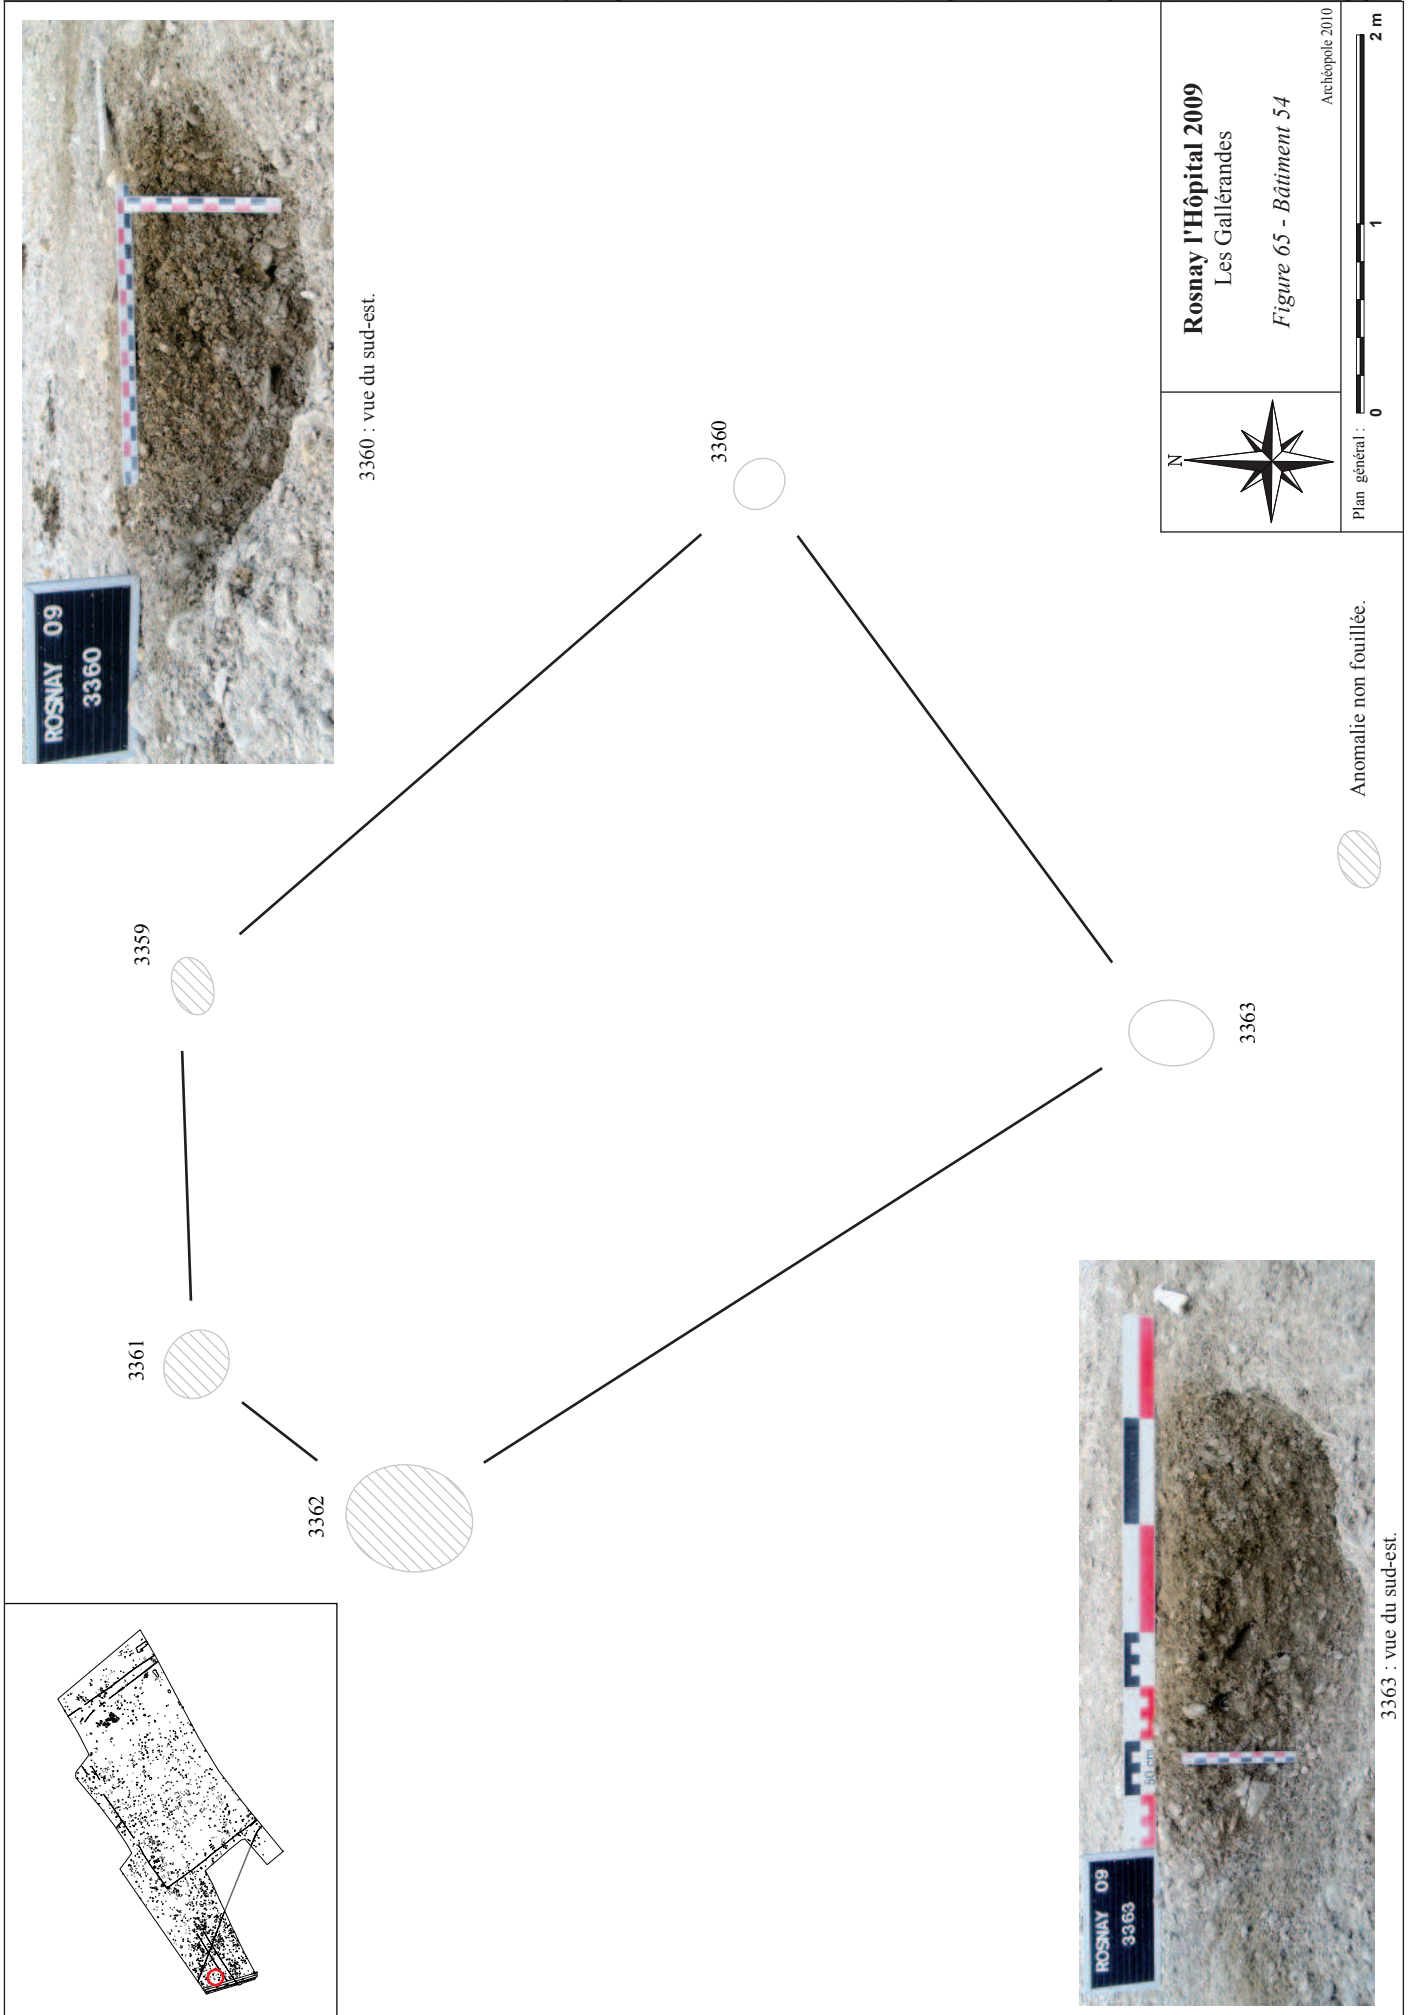 ROSNAY 09
3360
3360 : vue du sud-est.
3359
3360
3361
3362
3363
ROSNAY 09
3363
50 cm
3363 : vue du sud-est.
Anomalie non fouillée.
N
Rosnay l'Hôpital 2009
Les Gallérandes
Figure 65 - Bâtiment 54
Archéopole 2010
Plan général :
0 1 2 m